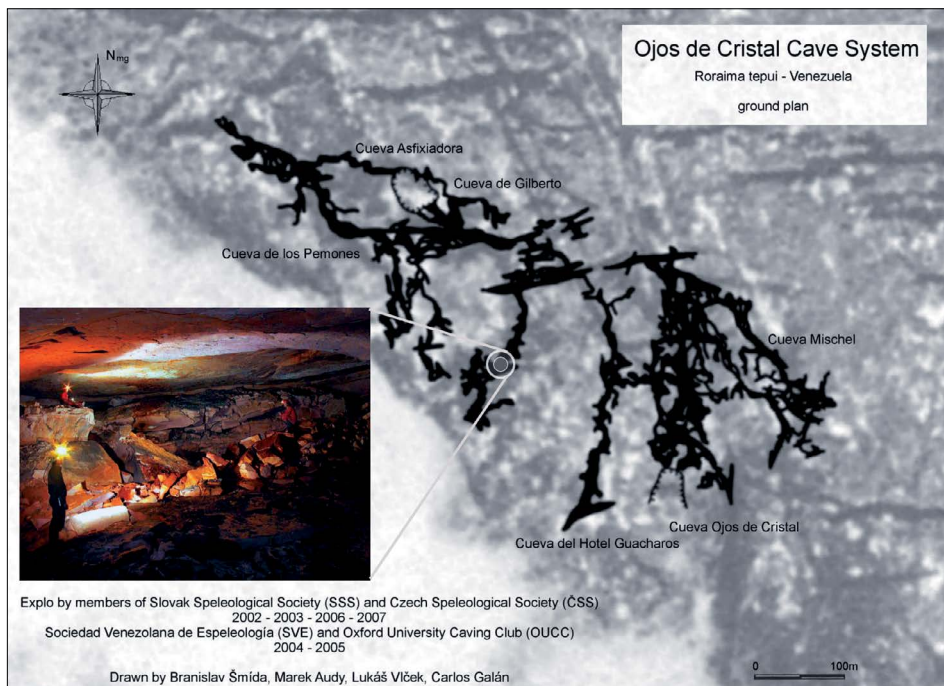 Ojos de Cristal Cave System
Roraima tepui - Venezuela
ground plan
Nmg
Cueva Asfixiadora
Cueva de Gilberto
Cueva de los Pemones
Cueva Mischel
Cueva Ojos de Cristal
Cueva del Hotel Guacharos
Explo by members of Slovak Speleological Society (SSS) and Czech Speleological Society (ČSS)
2002 - 2003 - 2006 - 2007
Sociedad Venezolana de Espeleología (SVE) and Oxford University Caving Club (OUCC)
2004 - 2005
Drawn by Branislav Šmída, Marek Audy, Lukáš Vlček, Carlos Galán
0 100m